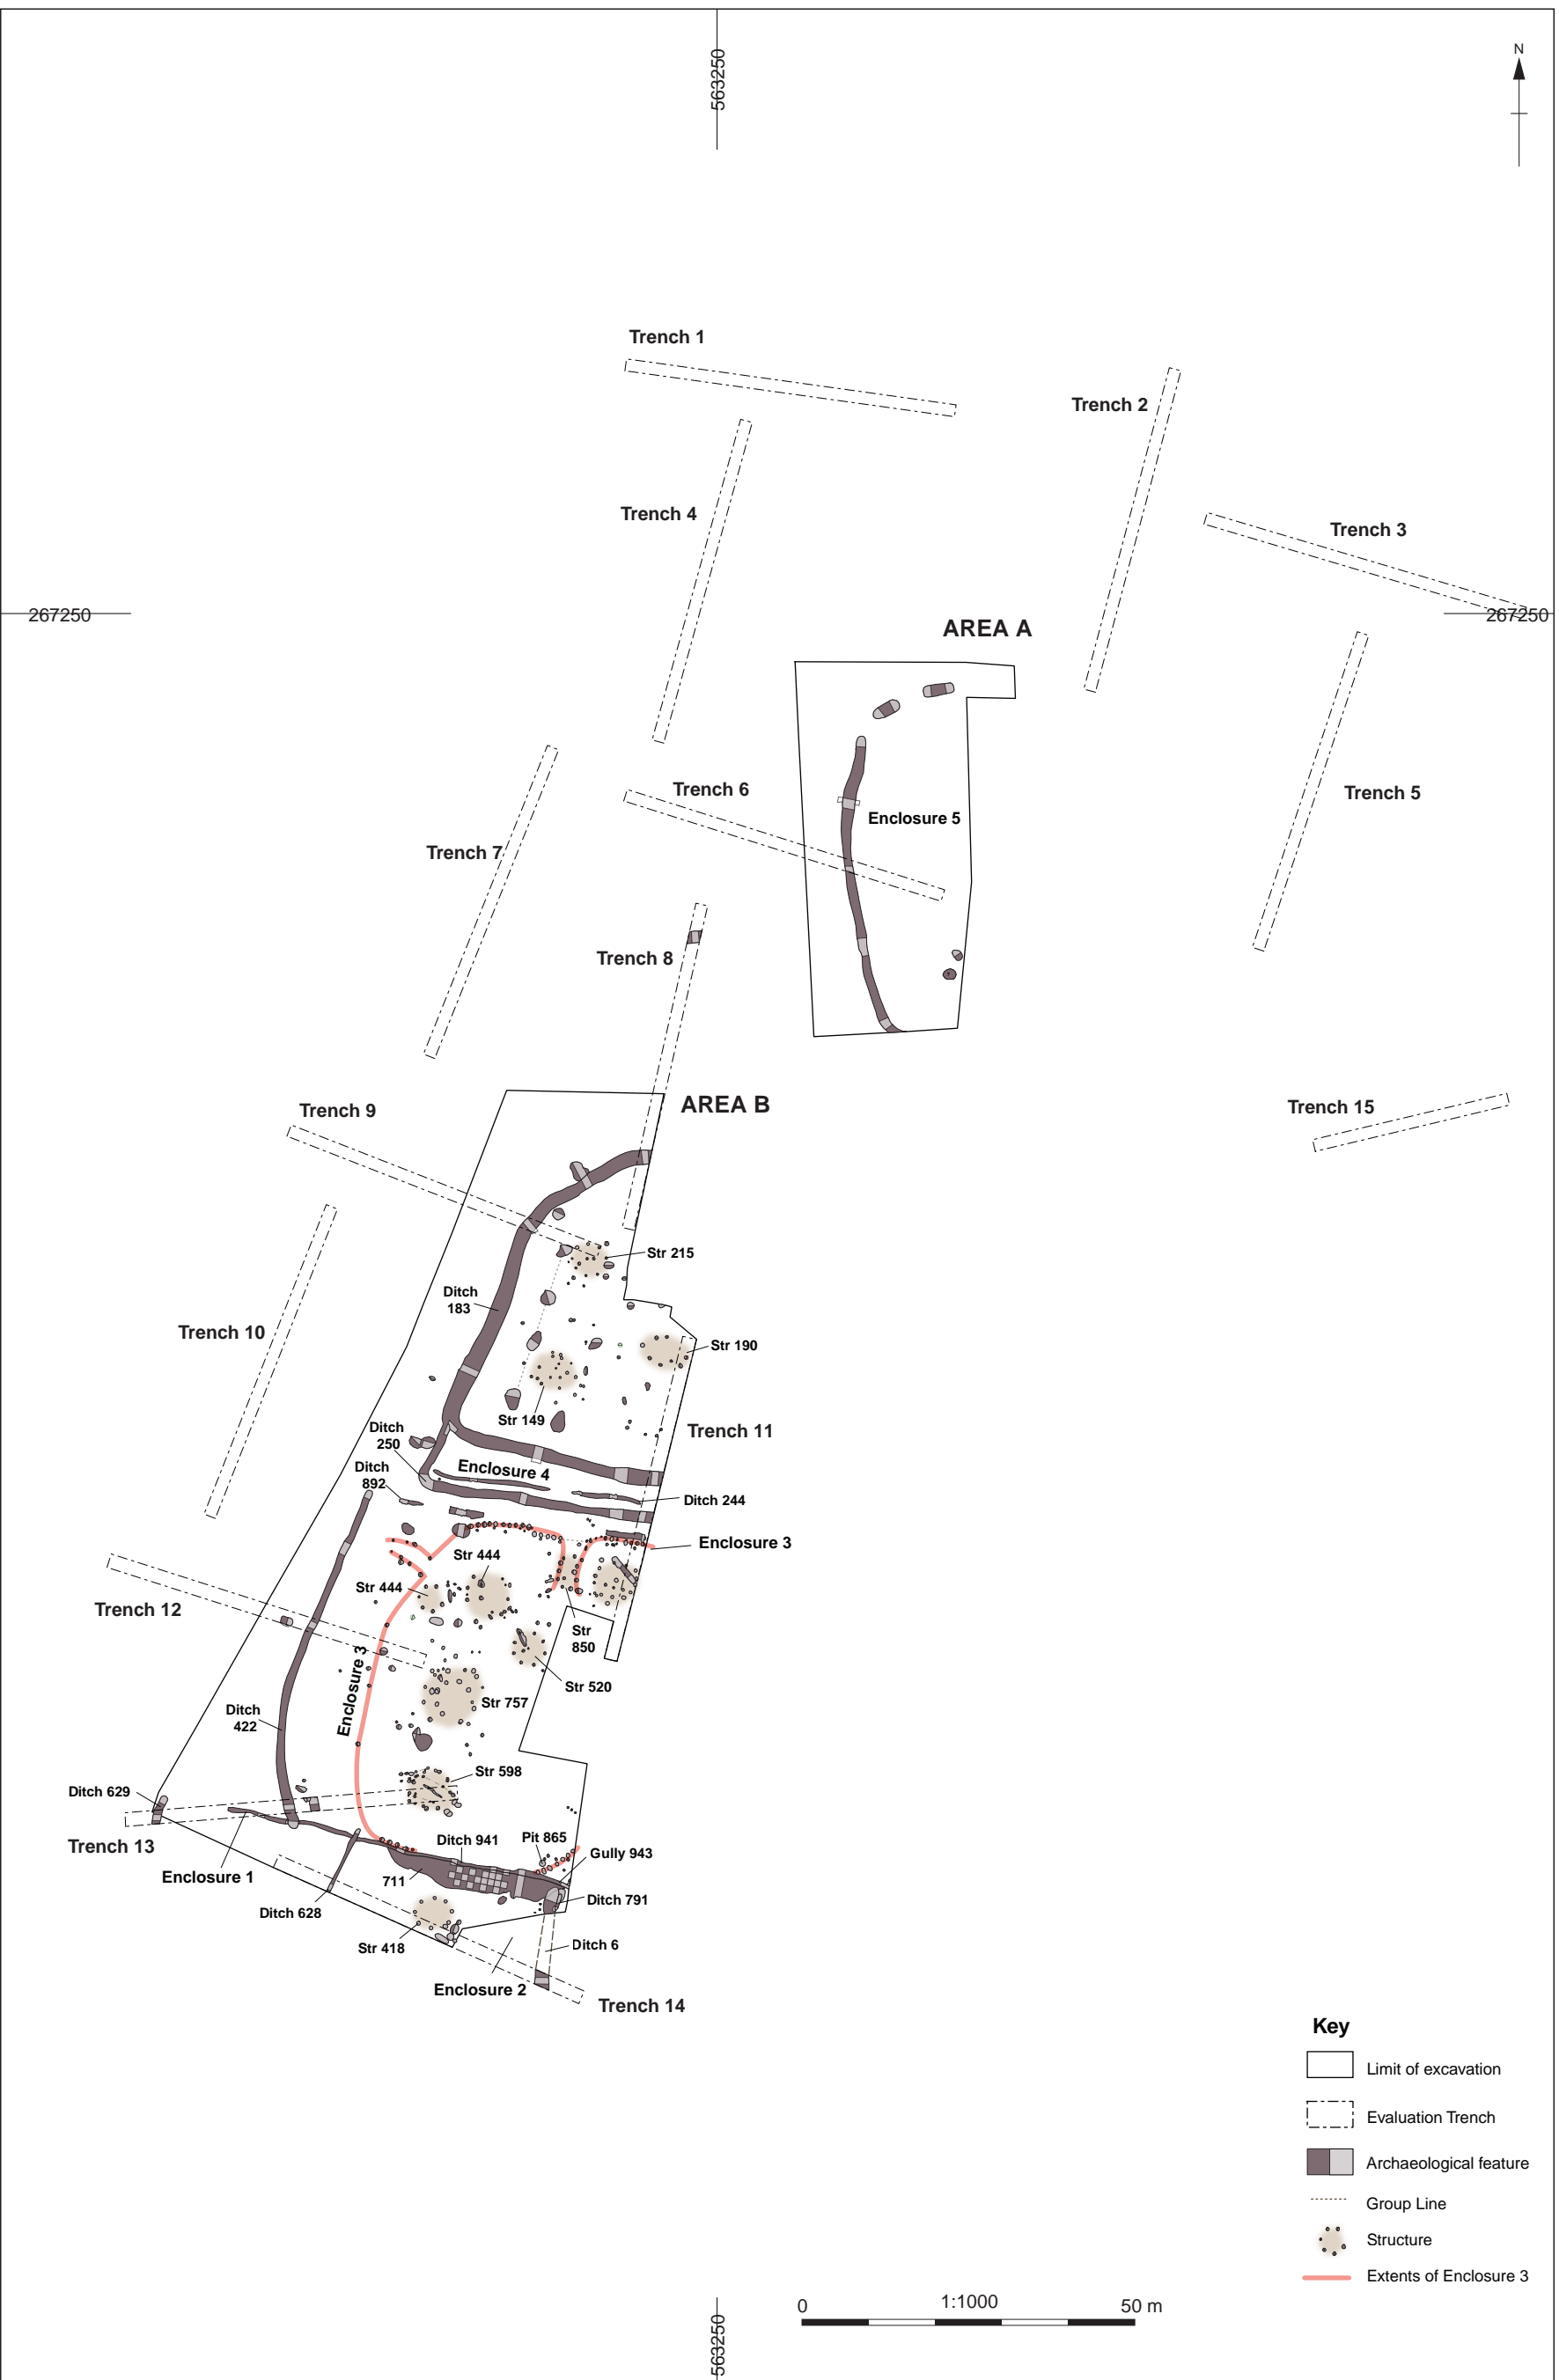 563250
N
Trench 1
Trench 2
Trench 4
Trench 3
267250
267250
AREA A
Trench 6
Trench 5
Enclosure 5
Trench 7
Trench 8
AREA B
Trench 9
Trench 15
Str 215
Ditch
183
Trench 10
Str 190
Str 149
Ditch
250
Trench 11
Enclosure 4
Ditch
892
Ditch 244
Enclosure 3
Str 444
Str 444
Trench 12
Str
850
Enclosure 3
Str 520
Str 757
Ditch
422
Str 598
Ditch 629
Trench 13
Ditch 941
Pit 865
Gully 943
Enclosure 1
711
Ditch 791
Ditch 628
Str 418
Ditch 6
Enclosure 2
Trench 14
Key
Limit of excavation
Evaluation Trench
Archaeological feature
Group Line
Structure
Extents of Enclosure 3
0
1:1000
50 m
563250